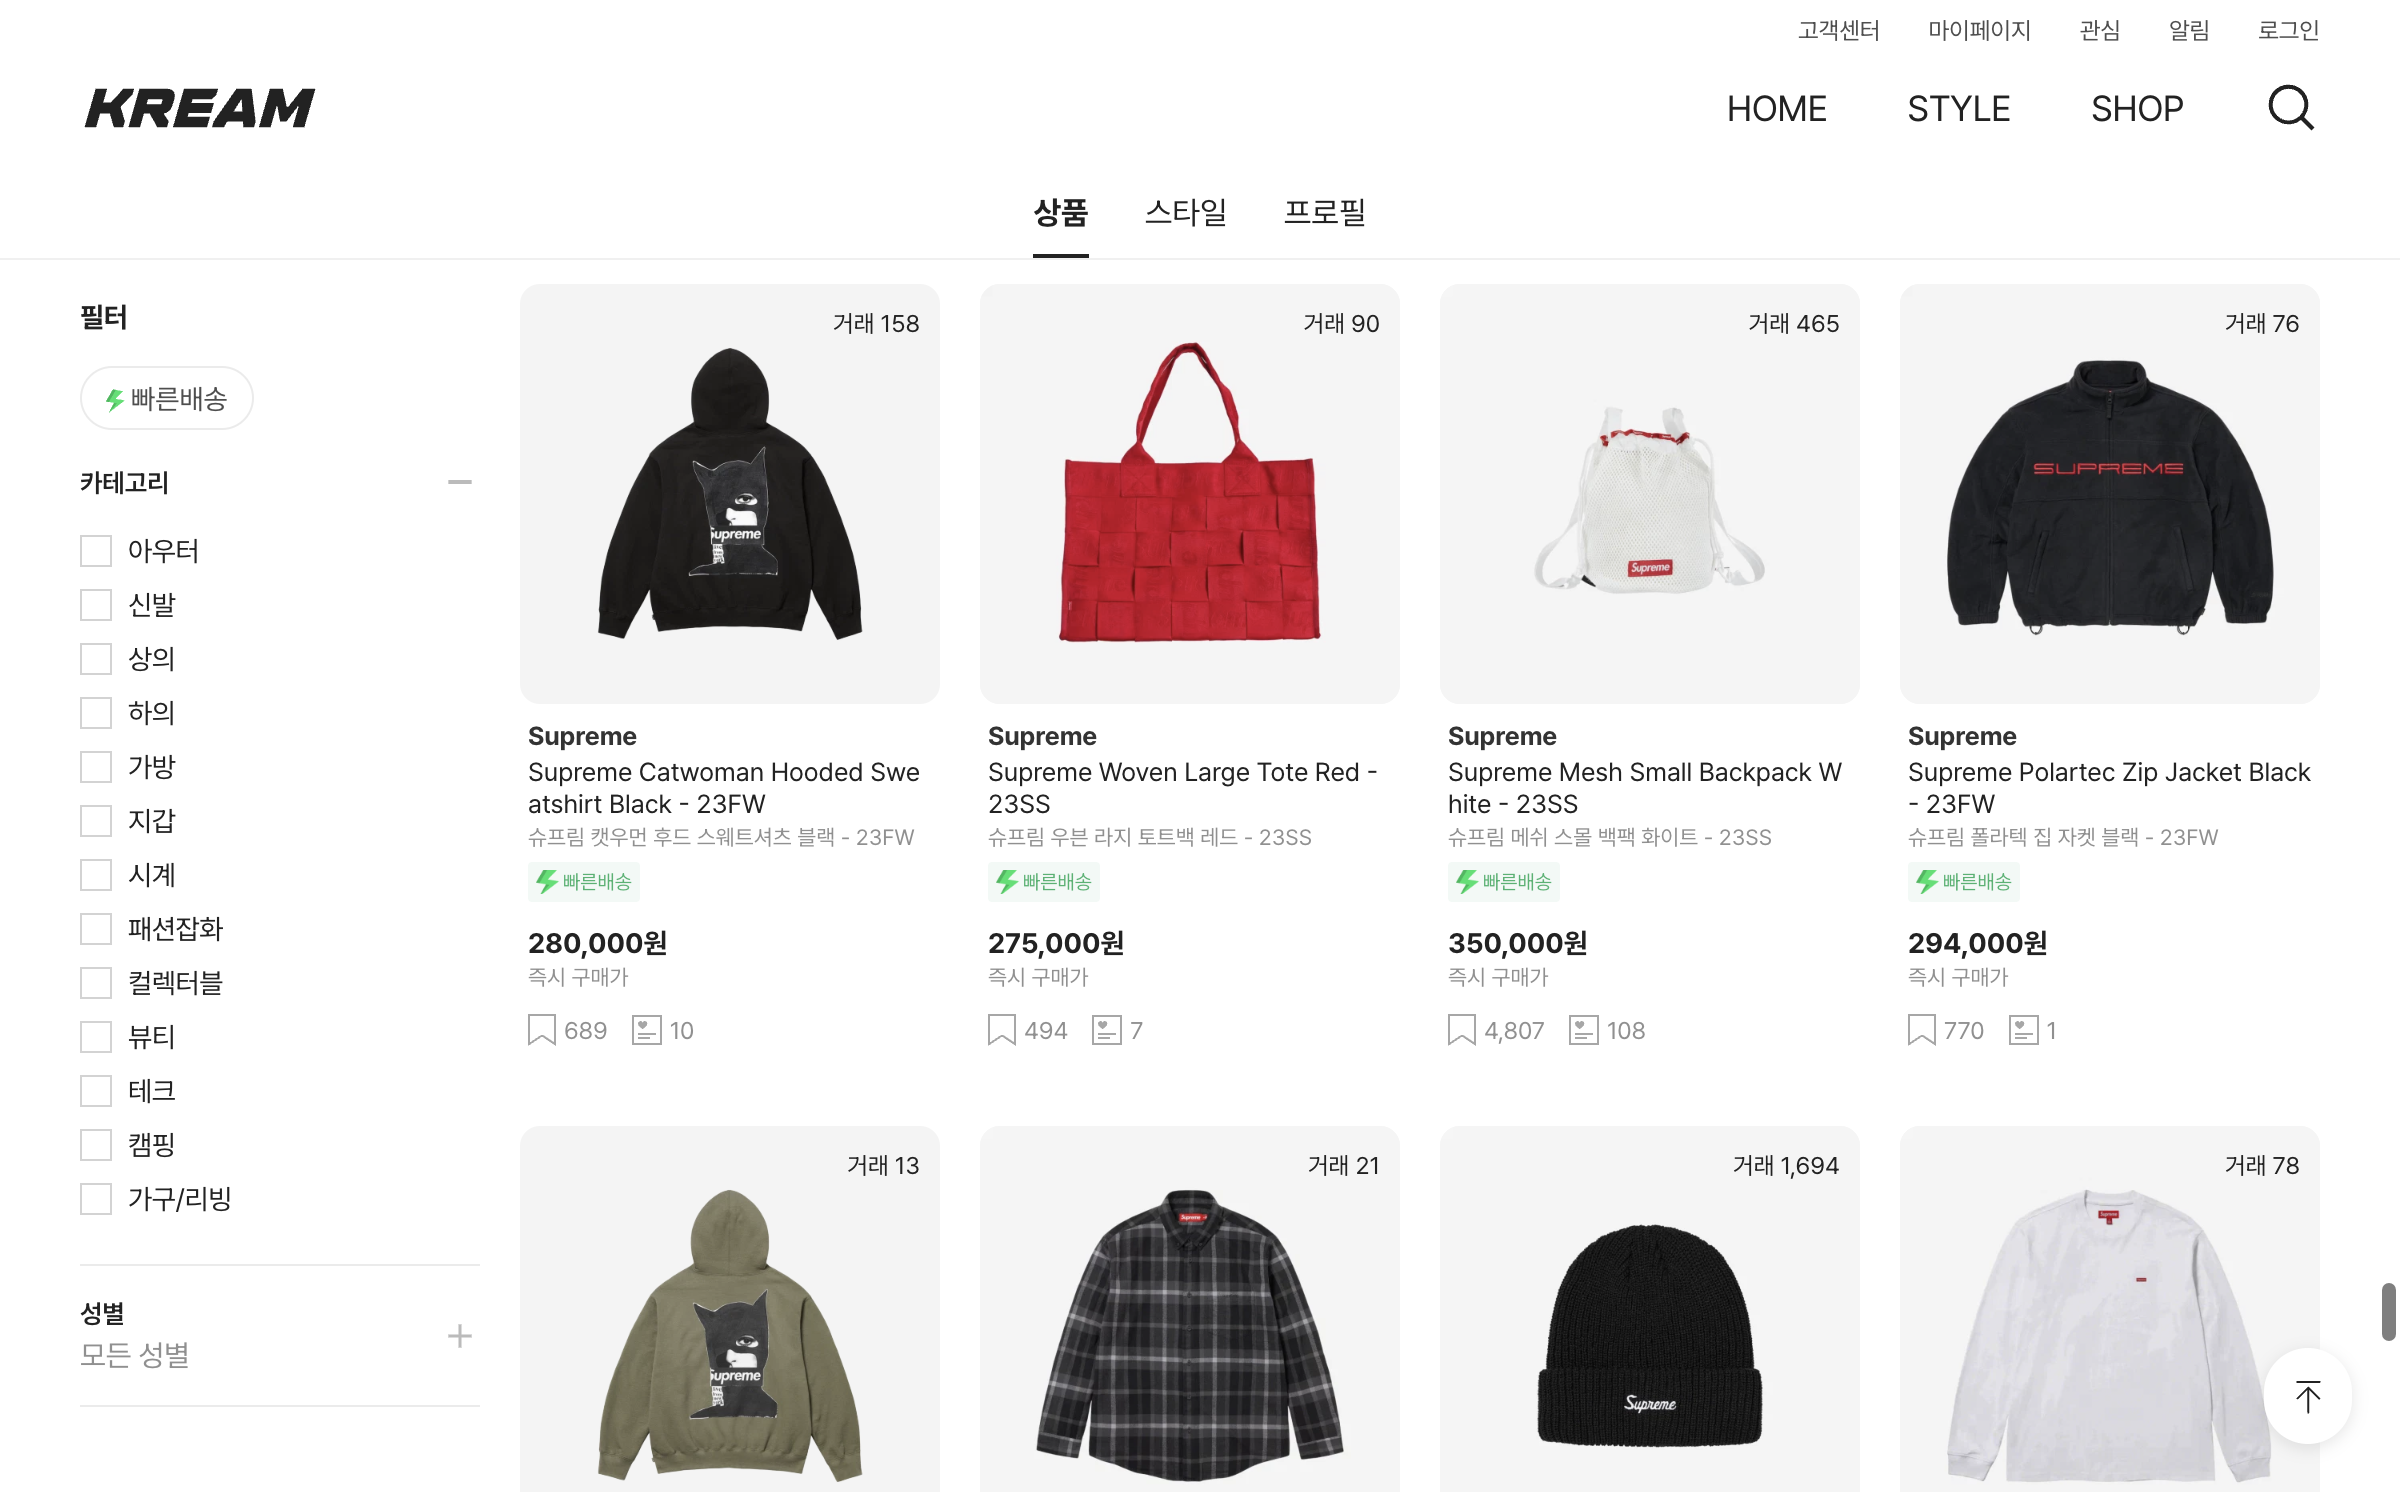 고객센터 마이페이지 관심 알림 로그인
KREAM
HOME STYLE SHOP
상품 스타일 프로필
필터
빠른배송
카테고리
아우터
신발
상의
하의
가방
지갑
시계
패션잡화
컬렉터블
뷰티
테크
캠핑
가구/리빙
성별
모든 성별
거래 158
Supreme
Supreme
Supreme Catwoman Hooded Swe
atshirt Black - 23FW
슈프림 캣우먼 후드 스웨트셔츠 블랙 - 23FW
빠른배송
280,000원
즉시 구매가
689 10
거래 90
Supreme
Supreme Woven Large Tote Red -
23SS
슈프림 우븐 라지 토트백 레드 - 23SS
빠른배송
275,000원
즉시 구매가
494 7
거래 465
Supreme
Supreme
Supreme Mesh Small Backpack W
hite - 23SS
슈프림 메쉬 스몰 백팩 화이트 - 23SS
빠른배송
350,000원
즉시 구매가
4,807 108
거래 76
SUPREME
Supreme
Supreme Polartec Zip Jacket Black
- 23FW
슈프림 폴라텍 집 자켓 블랙 - 23FW
빠른배송
294,000원
즉시 구매가
770 1
거래 13
Supreme
거래 21
Supreme
거래 1,694
Supreme
거래 78
Supreme